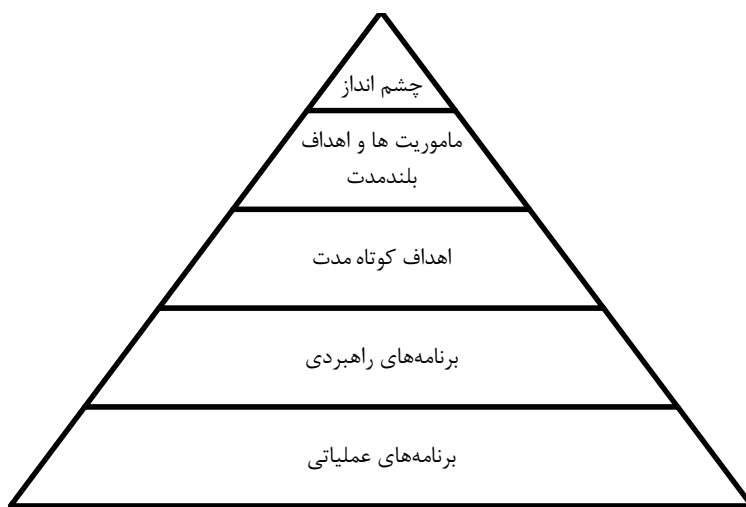 چشم انداز
ماموریت ها و اهداف
بلندمدت
اهداف کوتاه مدت
برنامه‌های راهبردی
برنامه‌های عملیاتی